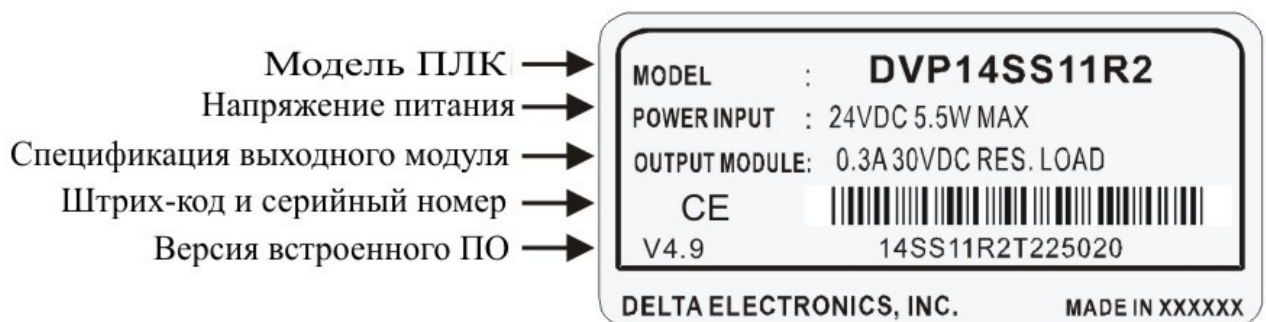 Модель ПЛК
Напряжение питания
Спецификация выходного модуля
Штрих-код и серийный номер
Версия встроенного ПО
MODEL : DVP14SS11R2
POWER INPUT : 24VDC 5.5W MAX
OUTPUT MODULE: 0.3A 30VDC RES. LOAD
CE
V4.9 14SS11R2T225020
DELTA ELECTRONICS, INC. MADE IN XXXXXX